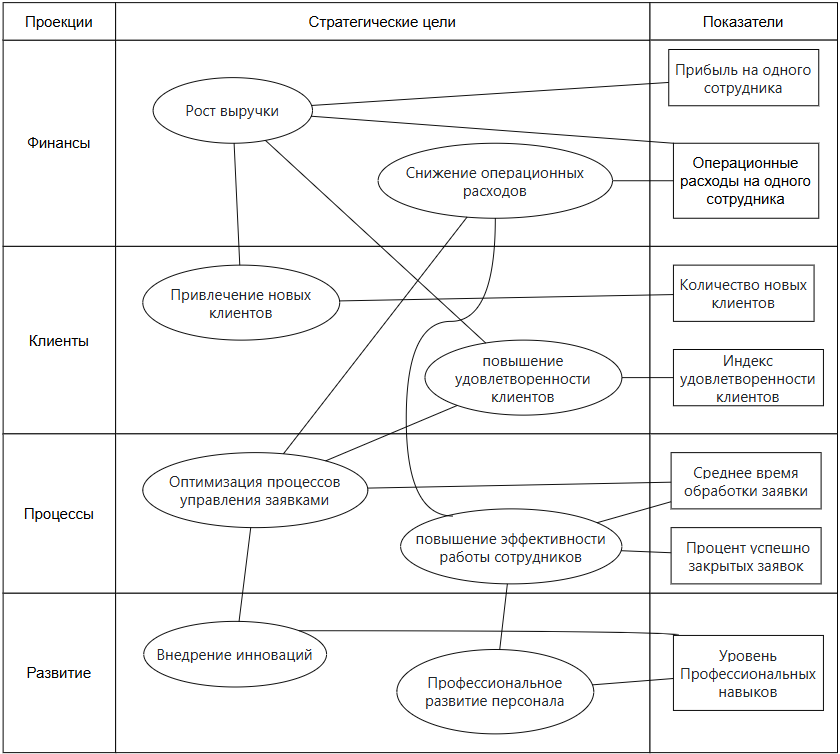 Проекции
Стратегические цели
Показатели
Финансы
Рост выручки
Снижение операционных
расходов
Прибыль на одного
сотрудника
Операционные
расходы на одного
сотрудника
Клиенты
Привлечение новых
клиентов
повышение
удовлетворенности
клиентов
Количество новых
клиентов
Индекс
удовлетворенности
клиентов
Процессы
Оптимизация процессов
управления заявками
повышение эффективности
работы сотрудников
Среднее время
обработки заявки
Процент успешно
закрытых заявок
Развитие
Внедрение инноваций
Профессиональное
развитие персонала
Уровень
Профессиональных
навыков